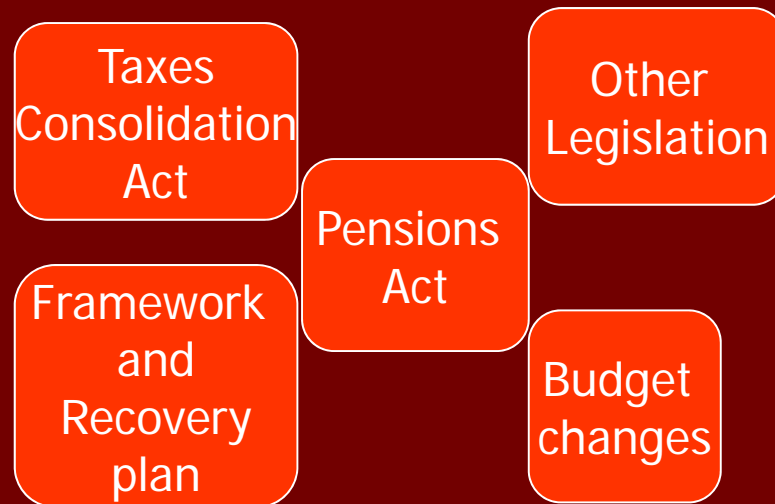 Taxes
Consolidation
Act
Other
Legislation
Pensions
Act
Framework
and
Recovery
plan
Budget
changes